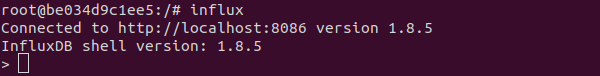 root@be034d9c1ee5:/# influx
Connected to http://localhost:8086 version 1.8.5
InfluxDB shell version: 1.8.5
>